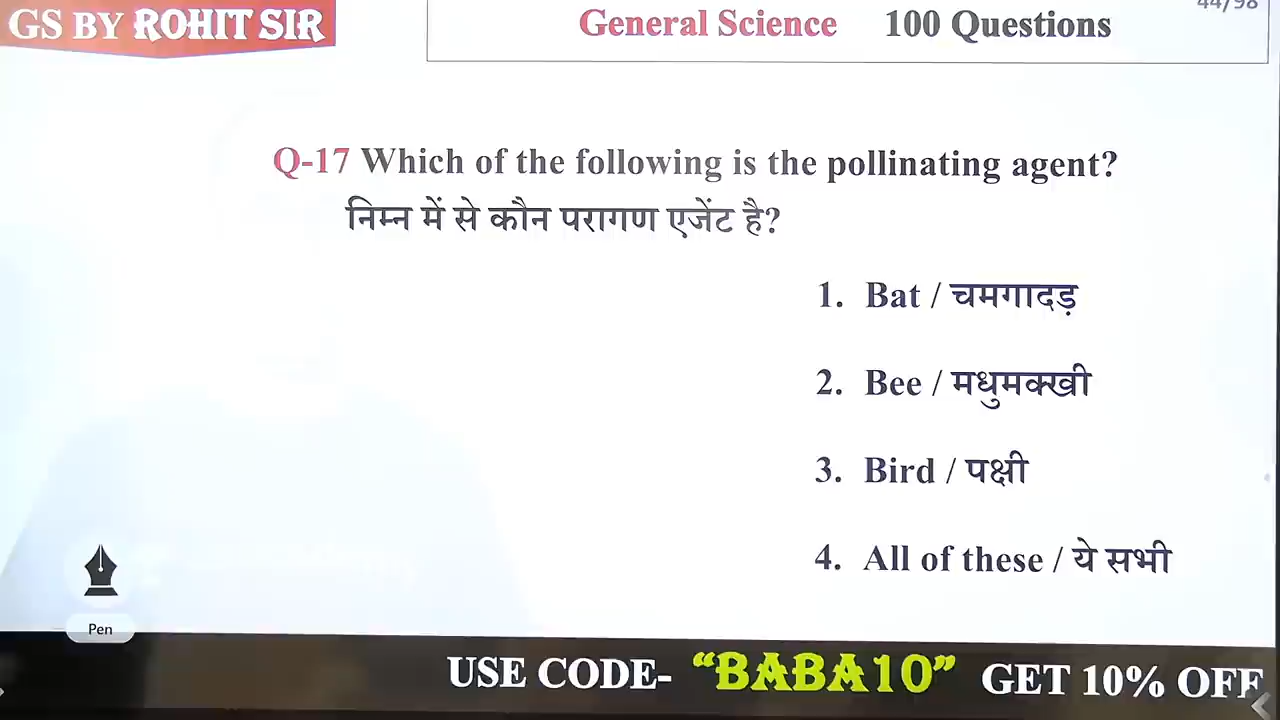 GS BY ROHIT SIR
General Science 100 Questions
44/98
Q-17 Which of the following is the pollinating agent?
निम्न में से कौन परागण एजेंट है?
1. Bat / चमगादड़
2. Bee / मधुमक्खी
3. Bird / पक्षी
4. All of these / ये सभी
Pen
USE CODE- “BABA10” GET 10% OFF